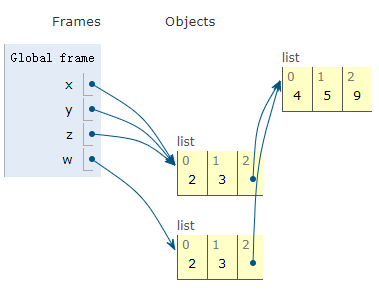 Frames Objects
Global frame
x
y
z
w
list
0 1 2
4 5 9
list
0 1 2
2 3
list
0 1 2
2 3